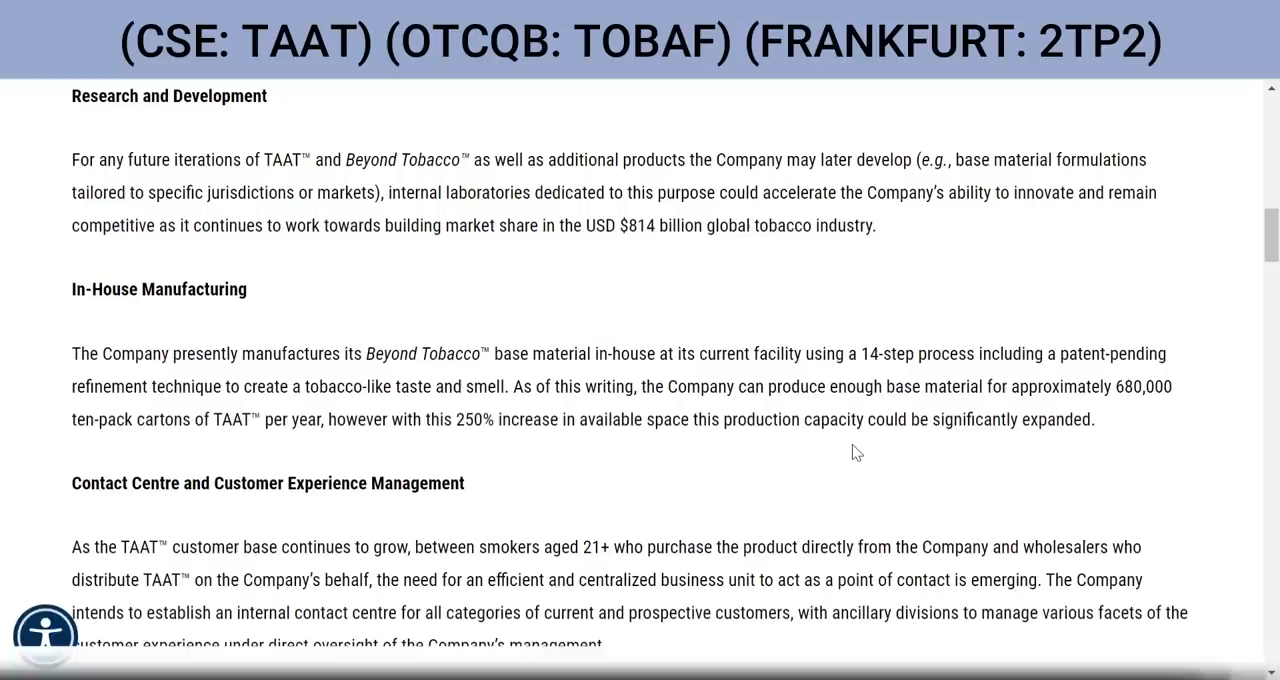 (CSE: TAAT) (OTCQB: TOBAF) (FRANKFURT: 2TP2)
Research and Development
For any future iterations of TAAT™ and Beyond Tobacco™ as well as additional products the Company may later develop (e.g., base material formulations
tailored to specific jurisdictions or markets), internal laboratories dedicated to this purpose could accelerate the Company's ability to innovate and remain
competitive as it continues to work towards building market share in the USD $814 billion global tobacco industry.
In-House Manufacturing
The Company presently manufactures its Beyond Tobacco™ base material in-house at its current facility using a 14-step process including a patent-pending
refinement technique to create a tobacco-like taste and smell. As of this writing, the Company can produce enough base material for approximately 680,000
ten-pack cartons of TAAT™ per year, however with this 250% increase in available space this production capacity could be significantly expanded.
Contact Centre and Customer Experience Management
As the TAAT™ customer base continues to grow, between smokers aged 21+ who purchase the product directly from the Company and wholesalers who
distribute TAAT™ on the Company's behalf, the need for an efficient and centralized business unit to act as a point of contact is emerging. The Company
intends to establish an internal contact centre for all categories of current and prospective customers, with ancillary divisions to manage various facets of the
customer experience under direct oversight of the Company's management.